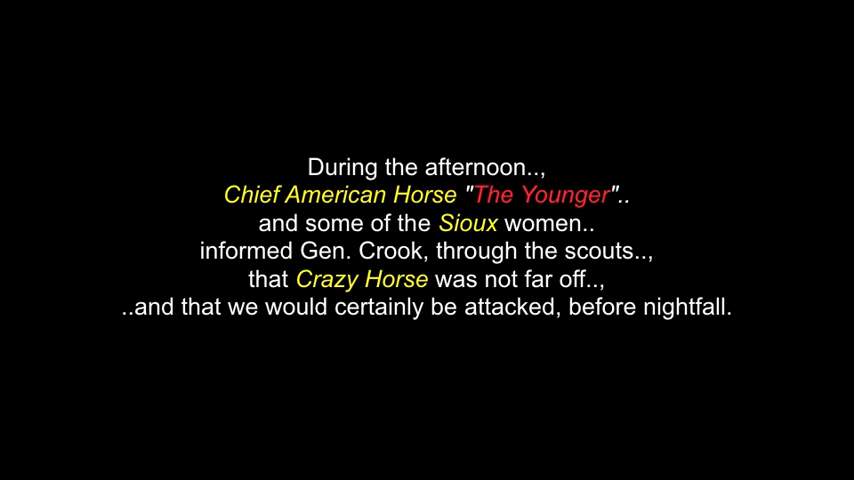 During the afternoon..,
Chief American Horse "The Younger"..
and some of the Sioux women..
informed Gen. Crook, through the scouts..,
that Crazy Horse was not far off..,
..and that we would certainly be attacked, before nightfall.